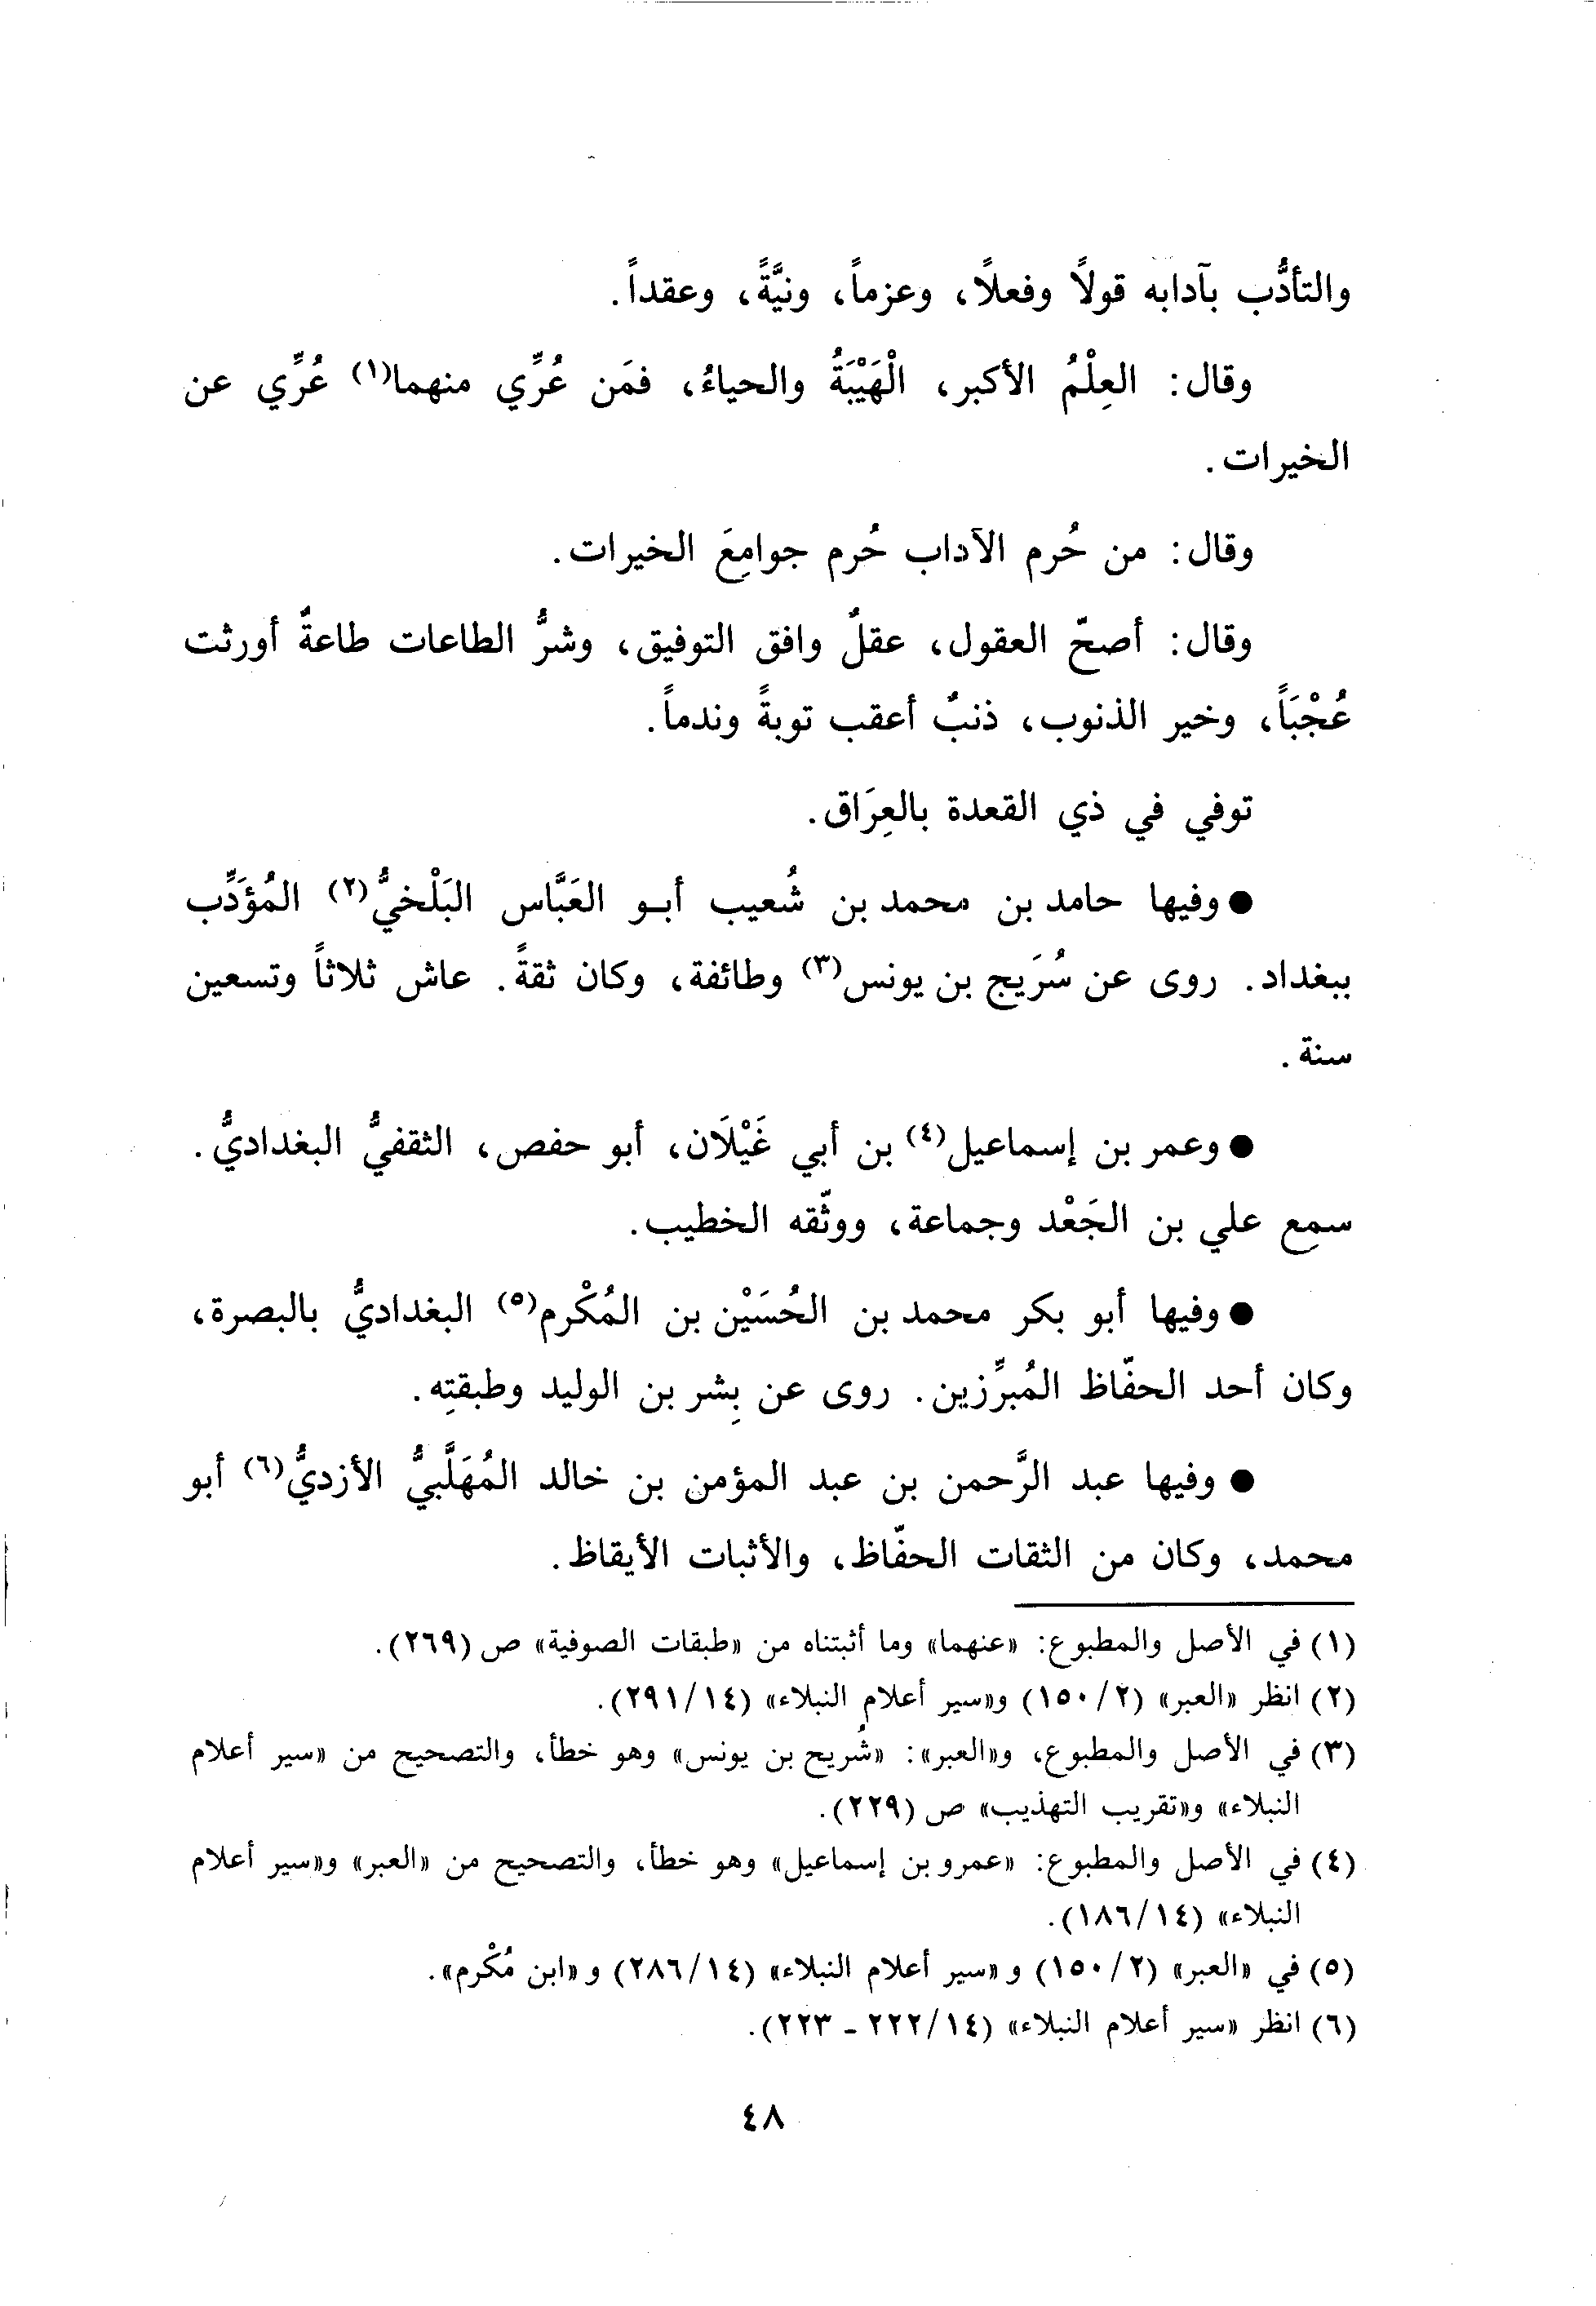 والتأدُّب بآدابه قولاً وفعلاً، وعزماً، ونيَّةً، وعقداً.
وقال: العِلْمُ الأكبر، الْهَيْبَةُ والحياءُ، فمَن عُرِّي منهما(١) عُرِّي عن
الخيرات.
وقال: من حُرم الآداب حُرم جوامِعَ الخيرات.
وقال: أصحّ العقول، عقلٌ وافق التوفيق، وشرُّ الطاعات طاعةٌ أورثت
عُجْبَاً، وخير الذنوب، ذنبٌ أعقب توبةً وندماً.
توفي في ذي القعدة بالعِرَاق.
● وفيها حامد بن محمد بن شُعيب أبـو العَبَّاس البَلْخيُّ(٢) المُؤَدِّب
ببغداد. روى عن سُرَيج بن يونس(٣) وطائفة، وكان ثقةً. عاش ثلاثاً وتسعين
سنة.
● وعمر بن إسماعيل(٤) بن أبي غَيْلَان، أبو حفص، الثقفيُّ البغداديُّ.
سمع علي بن الجَعْد وجماعة، ووثّقه الخطيب.
● وفيها أبو بكر محمد بن الحُسَيْن بن المُكْرم(٥) البغداديُّ بالبصرة،
وكان أحد الحفّاظ المُبرِّزين. روى عن بِشر بن الوليد وطبقتِه.
● وفيها عبد الرَّحمن بن عبد المؤمن بن خالد المُهَلَّبيُّ الأزديُّ(٦) أبو
محمد، وكان من الثقات الحفّاظ، والأثبات الأيقاظ.
(١) في الأصل والمطبوع: «عنهما» وما أثبتناه من «طبقات الصوفية» ص (٢٦٩).
(٢) انظر «العبر» (٢/ ١٥٠) و«سير أعلام النبلاء» (١٤/ ٢٩١).
(٣) في الأصل والمطبوع، و«العبر»: «شُريح بن يونس» وهو خطأ، والتصحيح من «سير أعلام
النبلاء» و«تقريب التهذيب» ص (٢٢٩).
(٤) في الأصل والمطبوع: «عمرو بن إسماعيل» وهو خطأ، والتصحيح من «العبر» و«سير أعلام
النبلاء» (١٤/ ١٨٦).
(٥) في «العبر» (٢/ ١٥٠) و «سير أعلام النبلاء» (١٤/ ٢٨٦) و «ابن مُكْرم».
(٦) انظر «سير أعلام النبلاء» (١٤/ ٢٢٢ ـ ٢٢٣).
٤٨